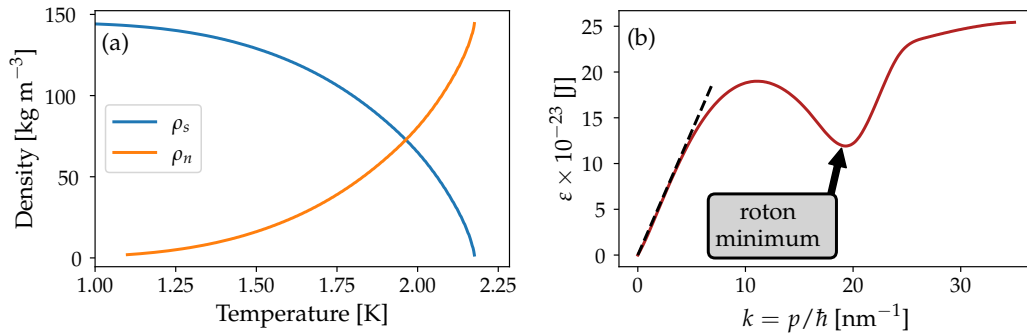 (a)
Density [kg m⁻³]
150
100
50
0
ρₛ
ρₙ
1.00 1.25 1.50 1.75 2.00 2.25
Temperature [K]
(b)
ε × 10⁻²³ [J]
25
20
15
10
5
0
roton
minimum
0 10 20 30
k = p/ħ [nm⁻¹]